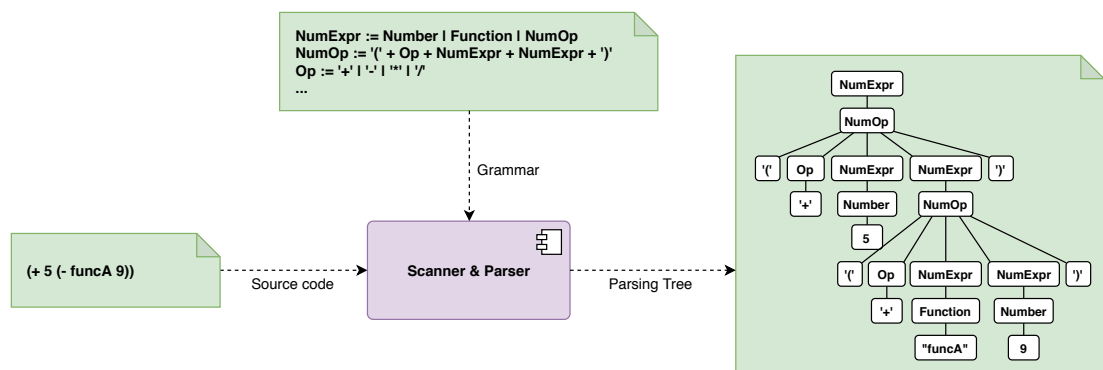 NumExpr := Number | Function | NumOp
NumOp := '(' + Op + NumExpr + NumExpr + ')'
Op := '+' | '-' | '*' | '/'
...
Grammar
(+ 5 (- funcA 9))
Source code
Scanner & Parser
Parsing Tree
NumExpr
NumOp
'(' Op NumExpr NumExpr ')'
'+' Number NumOp
5
'(' Op NumExpr NumExpr ')'
'+' Function Number
"funcA" 9